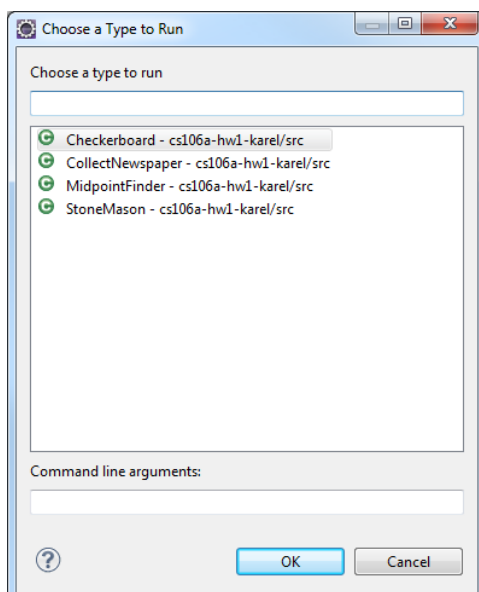 Choose a Type to Run
Choose a type to run
Checkerboard - cs106a-hw1-karel/src
CollectNewspaper - cs106a-hw1-karel/src
MidpointFinder - cs106a-hw1-karel/src
StoneMason - cs106a-hw1-karel/src
Command line arguments:
OK Cancel